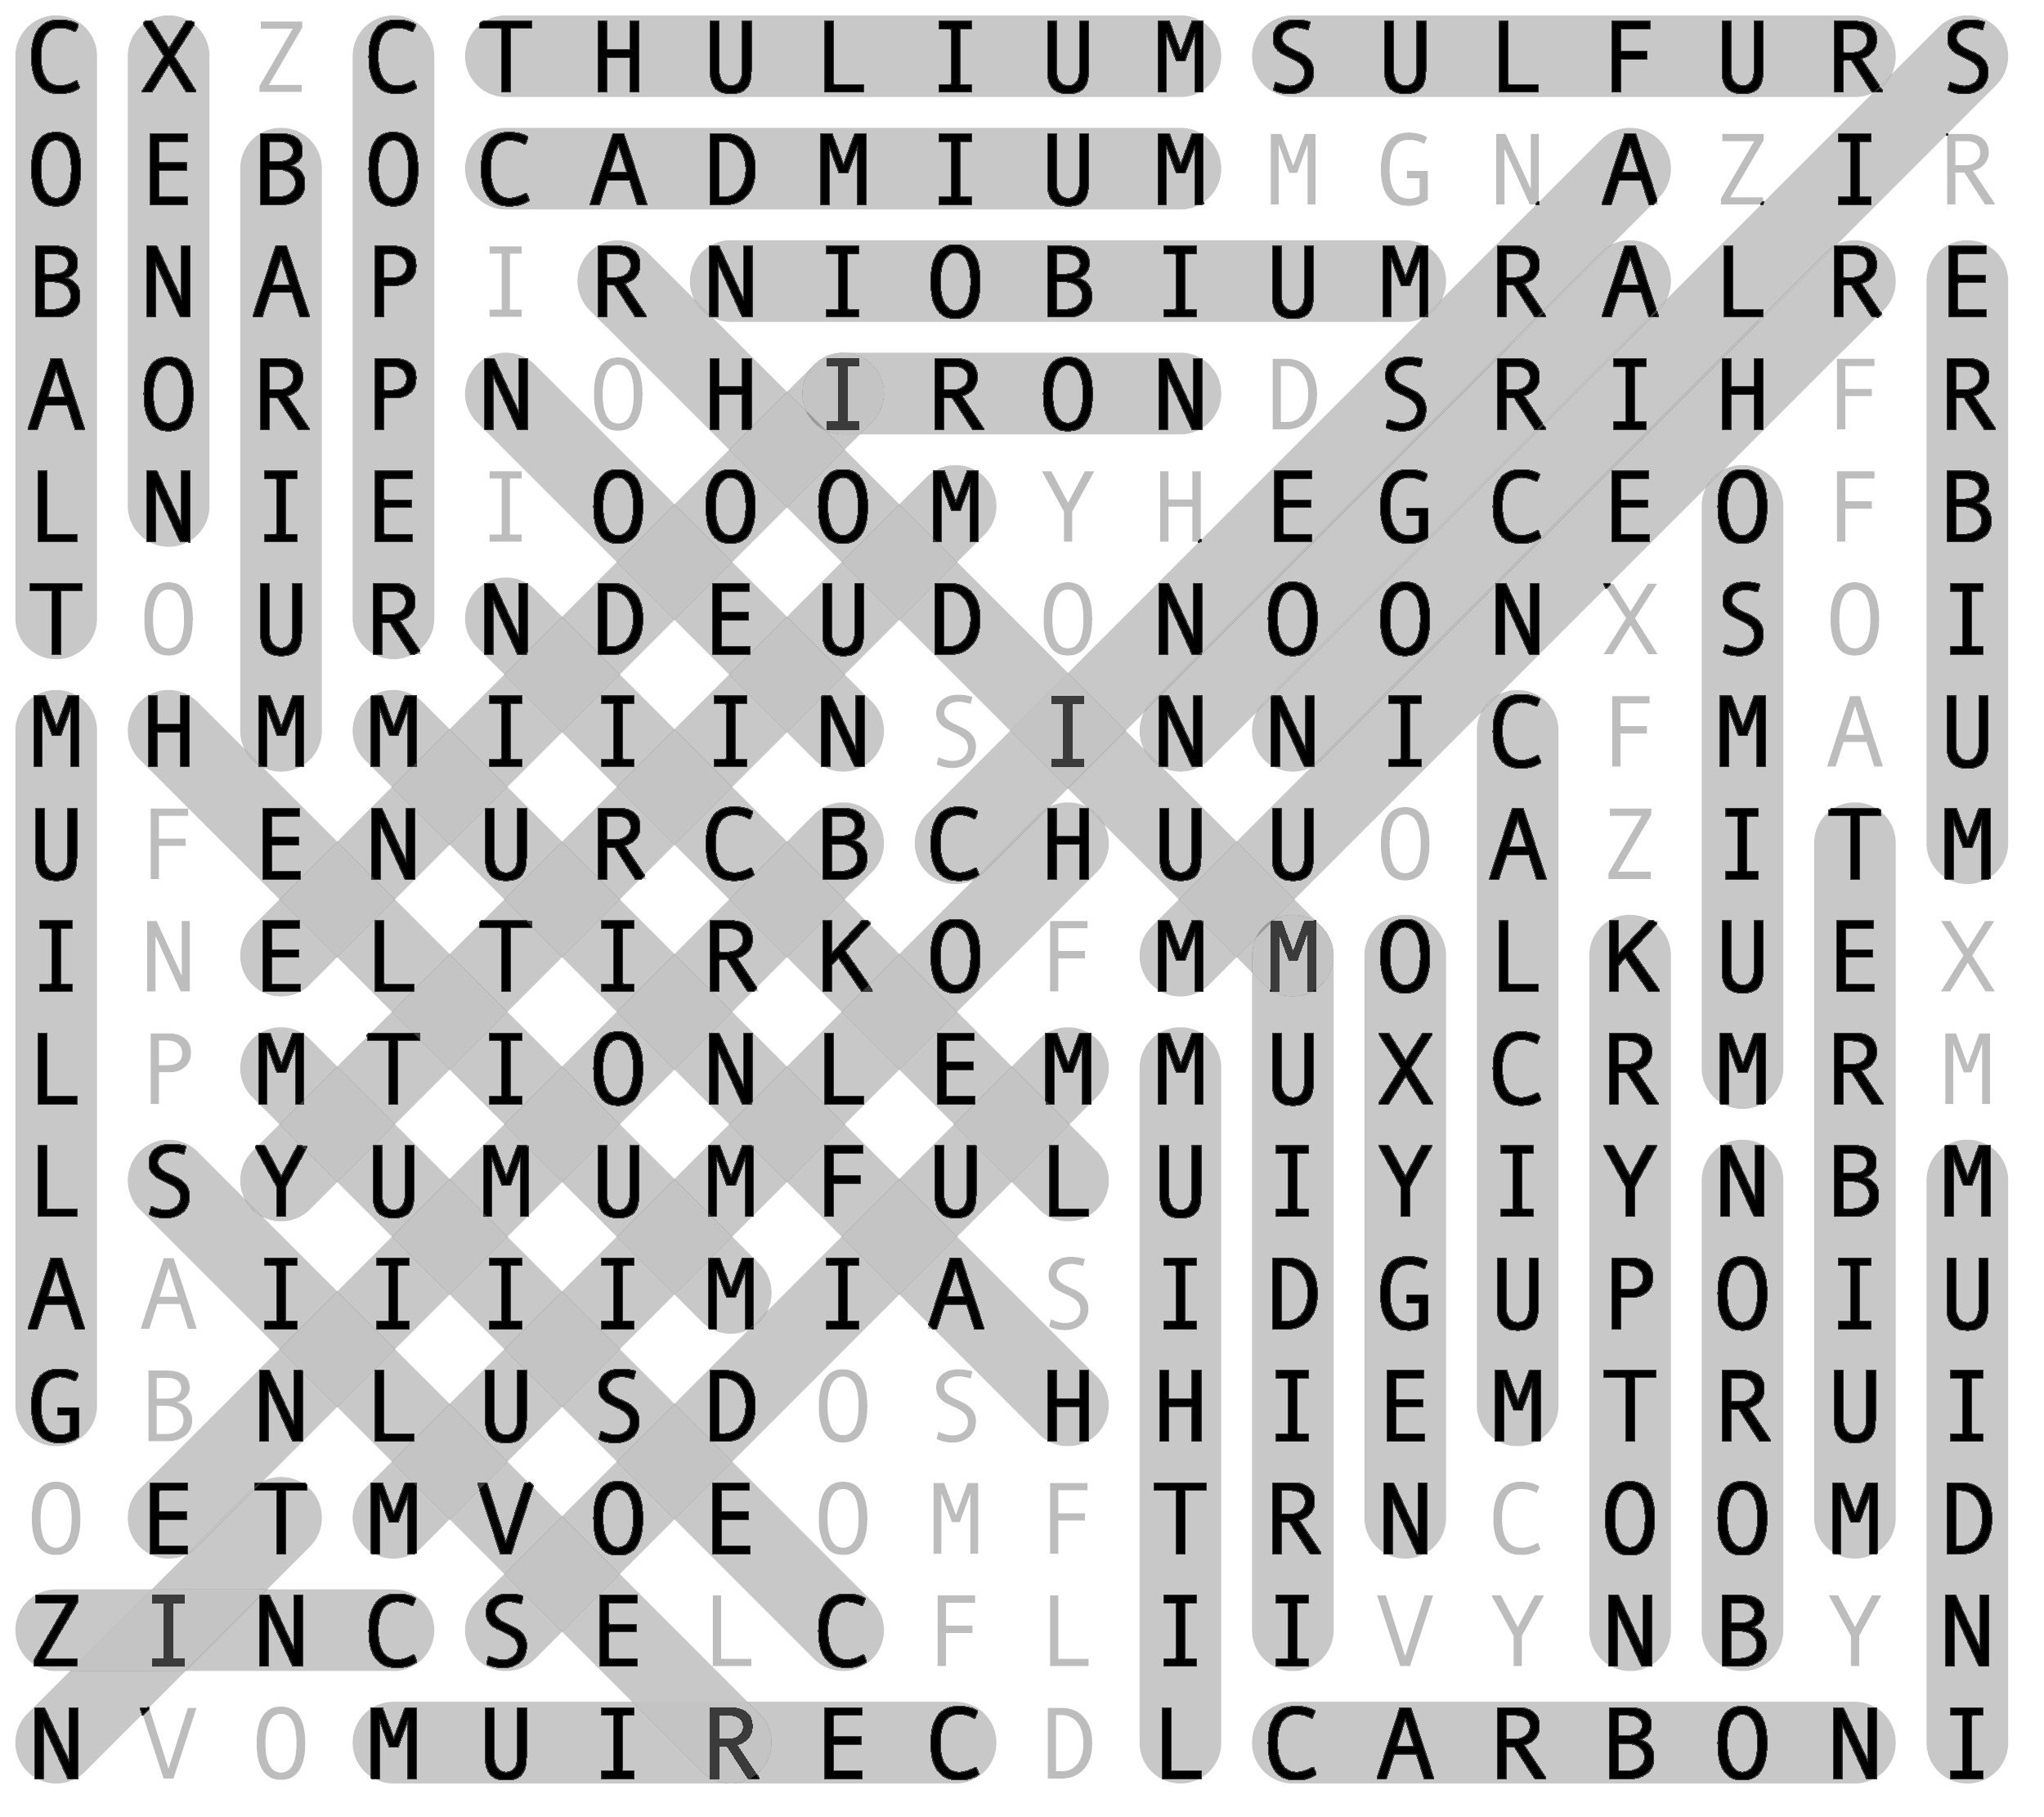 C X Z C T H U L I U M S U L F U R S
O E B O C A D M I U M M G N A Z I R
B N A P I R N I O B I U M R A L R E
A O R P N O H I R O N D S R I H F R
L N I E I O O O M Y H E G C E O F B
T O U R N D E U D O N O O N X S O I
M H M M I I I N S I N N I C F M A U
U F E N U R C B C H U U O A Z I T M
I N E L T I R K O F M M O L K U E X
L P M T I O N L E M M U X C R M R M
L S Y U M U M F U L U I Y I Y N B M
A A I I I I M I A S I D G U P O I U
G B N L U S D O S H H I E M T R U I
O E T M V O E O M F T R N C O O M D
Z I N C S E L C F L I I V Y N B Y N
N V O M U I R E C D L C A R B O N I